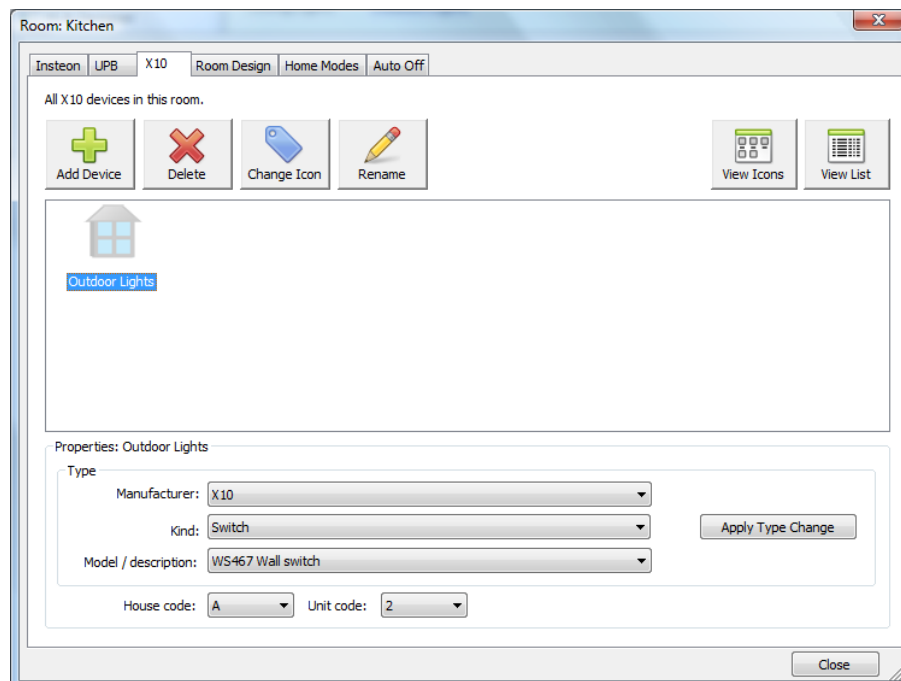 Room: Kitchen
Insteon UPB X10 Room Design Home Modes Auto Off
All X10 devices in this room.
Add Device Delete Change Icon Rename View Icons View List
Outdoor Lights
Properties: Outdoor Lights
Type
Manufacturer: X10
Kind: Switch Apply Type Change
Model / description: WS467 Wall switch
House code: A Unit code: 2
Close